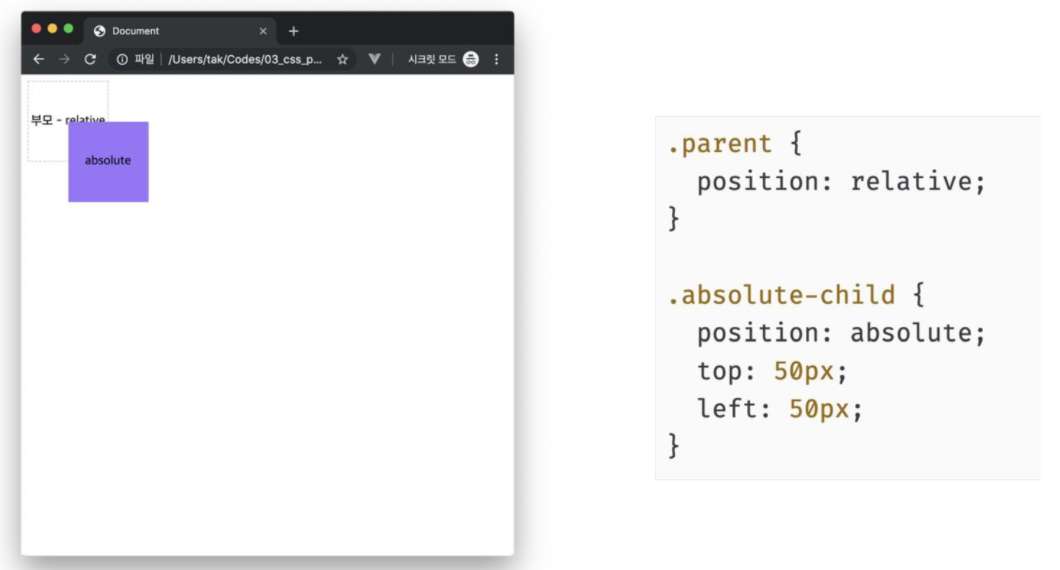 Document
파일 | /Users/tak/Codes/03_css_p... 시크릿 모드
부모 - relative
absolute
.parent {
  position: relative;
}
.absolute-child {
  position: absolute;
  top: 50px;
  left: 50px;
}